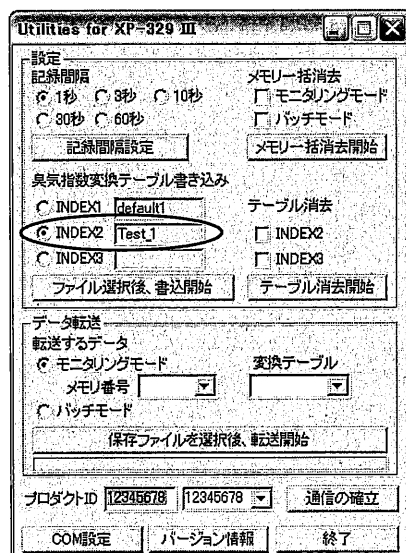 Utilities for XP-329 III
設定
記録間隔
1秒 3秒 10秒
30秒 60秒
記録間隔設定
メモリー括消去
モニタリングモード
バッチモード
メモリー括消去開始
臭気指数変換テーブル書き込み
INDEX1 default1
INDEX2 Test_1
INDEX3
ファイル選択後、書込開始
テーブル消去
INDEX2
INDEX3
テーブル消去開始
データ転送
転送するデータ
モニタリングモード
メモリ番号
バッチモード
変換テーブル
保存ファイルを選択後、転送開始
プロダクトID 12345678 12345678 通信の確立
COM設定 バージョン情報 終了